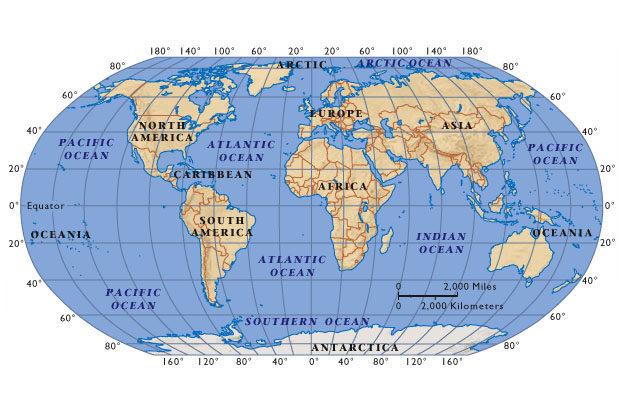 180° 140° 100° 60° 20° 20° 60° 100° 140° 180°
80° ARCTIC ARCTIC OCEAN 80°
60° 60°
EUROPE
40° NORTH ASIA 40°
AMERICA
PACIFIC ATLANTIC PACIFIC
OCEAN OCEAN OCEAN
20° CARIBBEAN 20°
AFRICA
0° Equator 0°
SOUTH
OCEANIA AMERICA INDIAN OCEANIA
20° OCEAN 20°
ATLANTIC
OCEAN
40° 40°
PACIFIC 0 2,000 Miles
OCEAN 0 2,000 Kilometers
60° SOUTHERN OCEAN 60°
80° ANTARCTICA 80°
160° 120° 80° 40° 0° 40° 80° 120° 160°